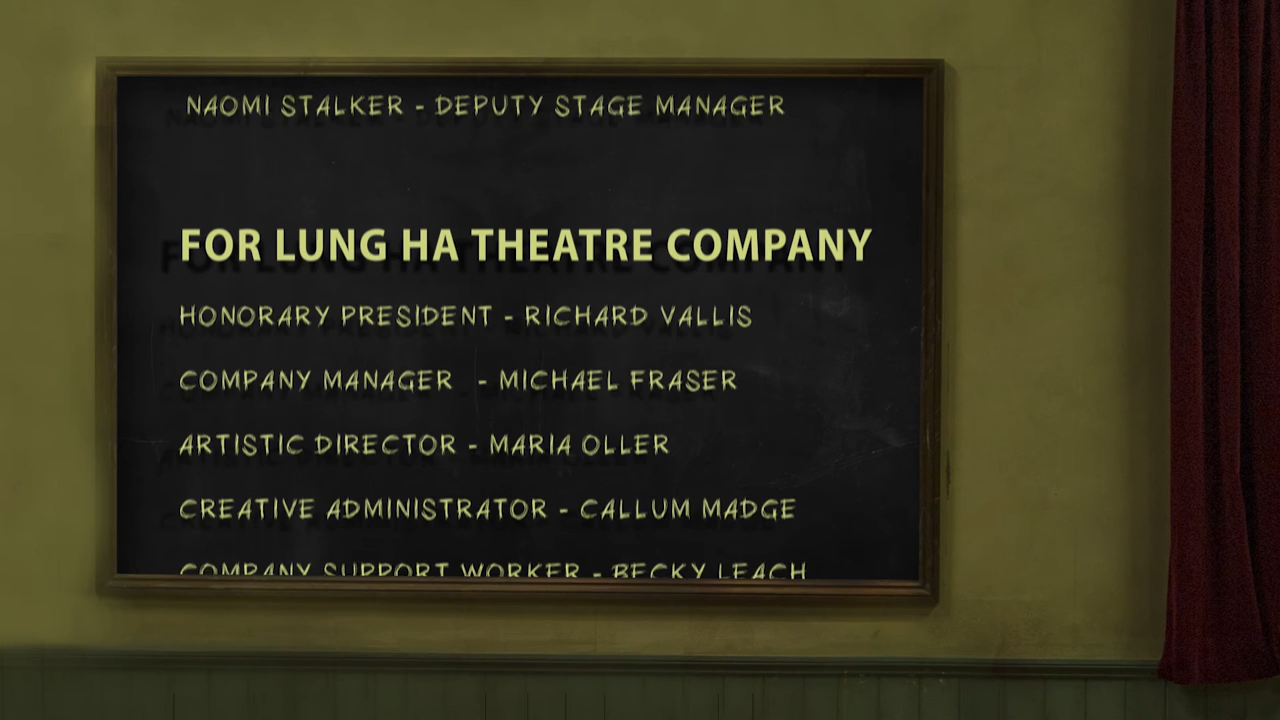 NAOMI STALKER - DEPUTY STAGE MANAGER
FOR LUNG HA THEATRE COMPANY
HONORARY PRESIDENT - RICHARD VALLIS
COMPANY MANAGER - MICHAEL FRASER
ARTISTIC DIRECTOR - MARIA OLLER
CREATIVE ADMINISTRATOR - CALLUM MADGE
COMPANY SUPPORT WORKER - BECKY LEACH